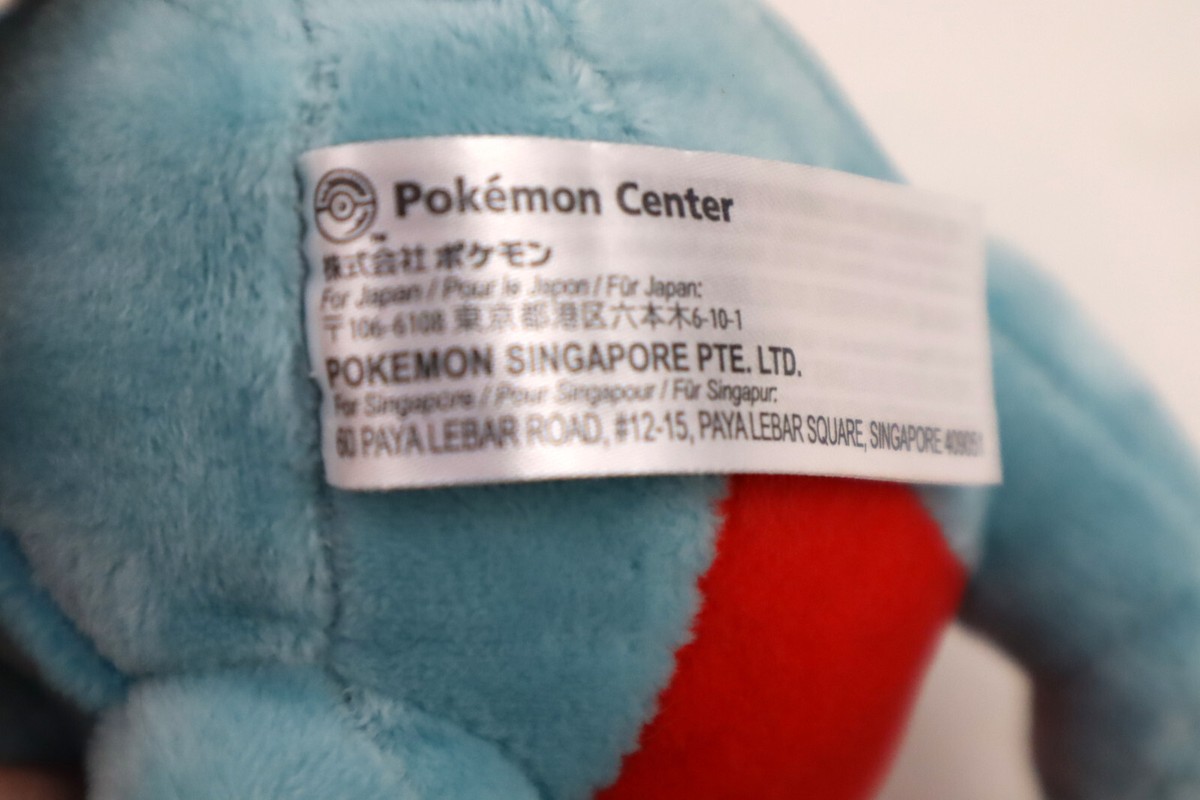 Pokémon Center
TM
株式会社 ポケモン
For Japan / Pour le Japon / Für Japan:
〒106-6108 東京都港区六本木6-10-1
POKEMON SINGAPORE PTE. LTD.
For Singapore / Pour Singapour / Für Singapur:
60 PAYA LEBAR ROAD, #12-15, PAYA LEBAR SQUARE, SINGAPORE 409051